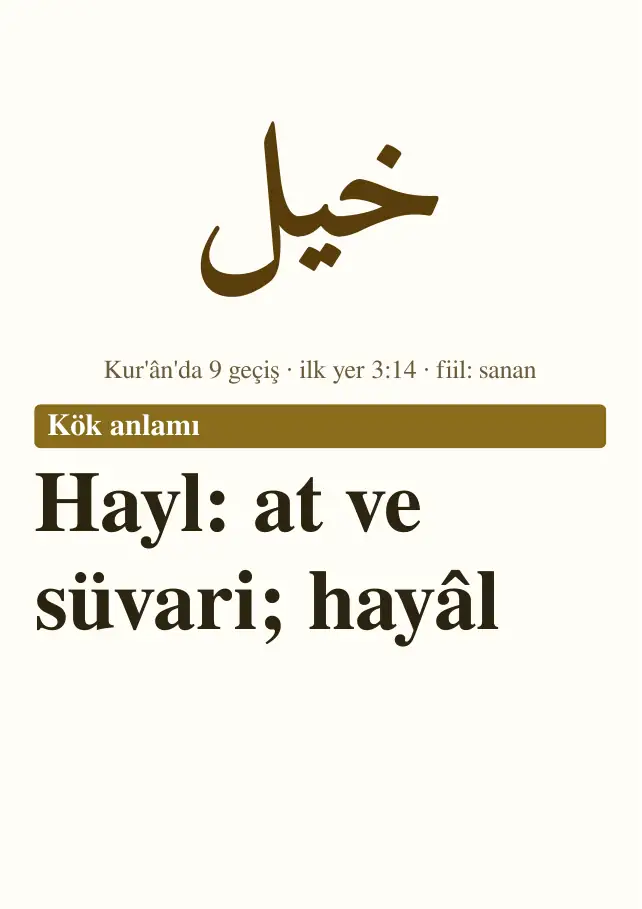 خيل
Kur'ân'da 9 geçiş · ilk yer 3:14 · fiil: sanan
Kök anlamı
Hayl: at ve
süvari; hayâl